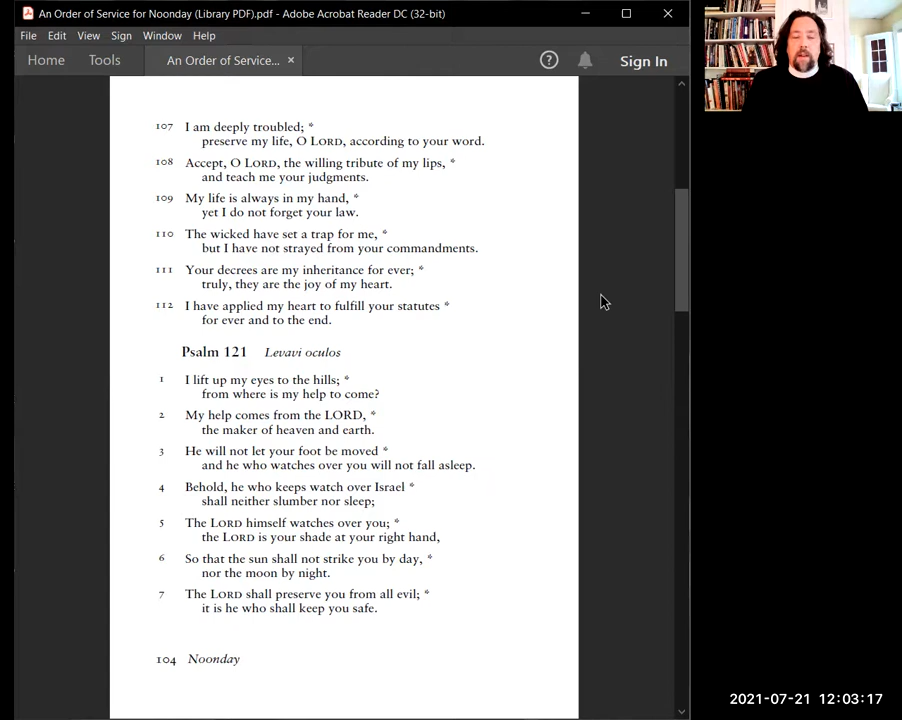 An Order of Service for Noonday (Library PDF).pdf - Adobe Acrobat Reader DC (32-bit)
File Edit View Sign Window Help
Home Tools An Order of Service... × Sign In
107 I am deeply troubled; *
preserve my life, O LORD, according to your word.
108 Accept, O LORD, the willing tribute of my lips, *
and teach me your judgments.
109 My life is always in my hand, *
yet I do not forget your law.
110 The wicked have set a trap for me, *
but I have not strayed from your commandments.
111 Your decrees are my inheritance for ever; *
truly, they are the joy of my heart.
112 I have applied my heart to fulfill your statutes *
for ever and to the end.
Psalm 121 Levavi oculos
1 I lift up my eyes to the hills; *
from where is my help to come?
2 My help comes from the LORD, *
the maker of heaven and earth.
3 He will not let your foot be moved *
and he who watches over you will not fall asleep.
4 Behold, he who keeps watch over Israel *
shall neither slumber nor sleep;
5 The LORD himself watches over you; *
the LORD is your shade at your right hand,
6 So that the sun shall not strike you by day, *
nor the moon by night.
7 The LORD shall preserve you from all evil; *
it is he who shall keep you safe.
104 Noonday
2021-07-21 12:03:17